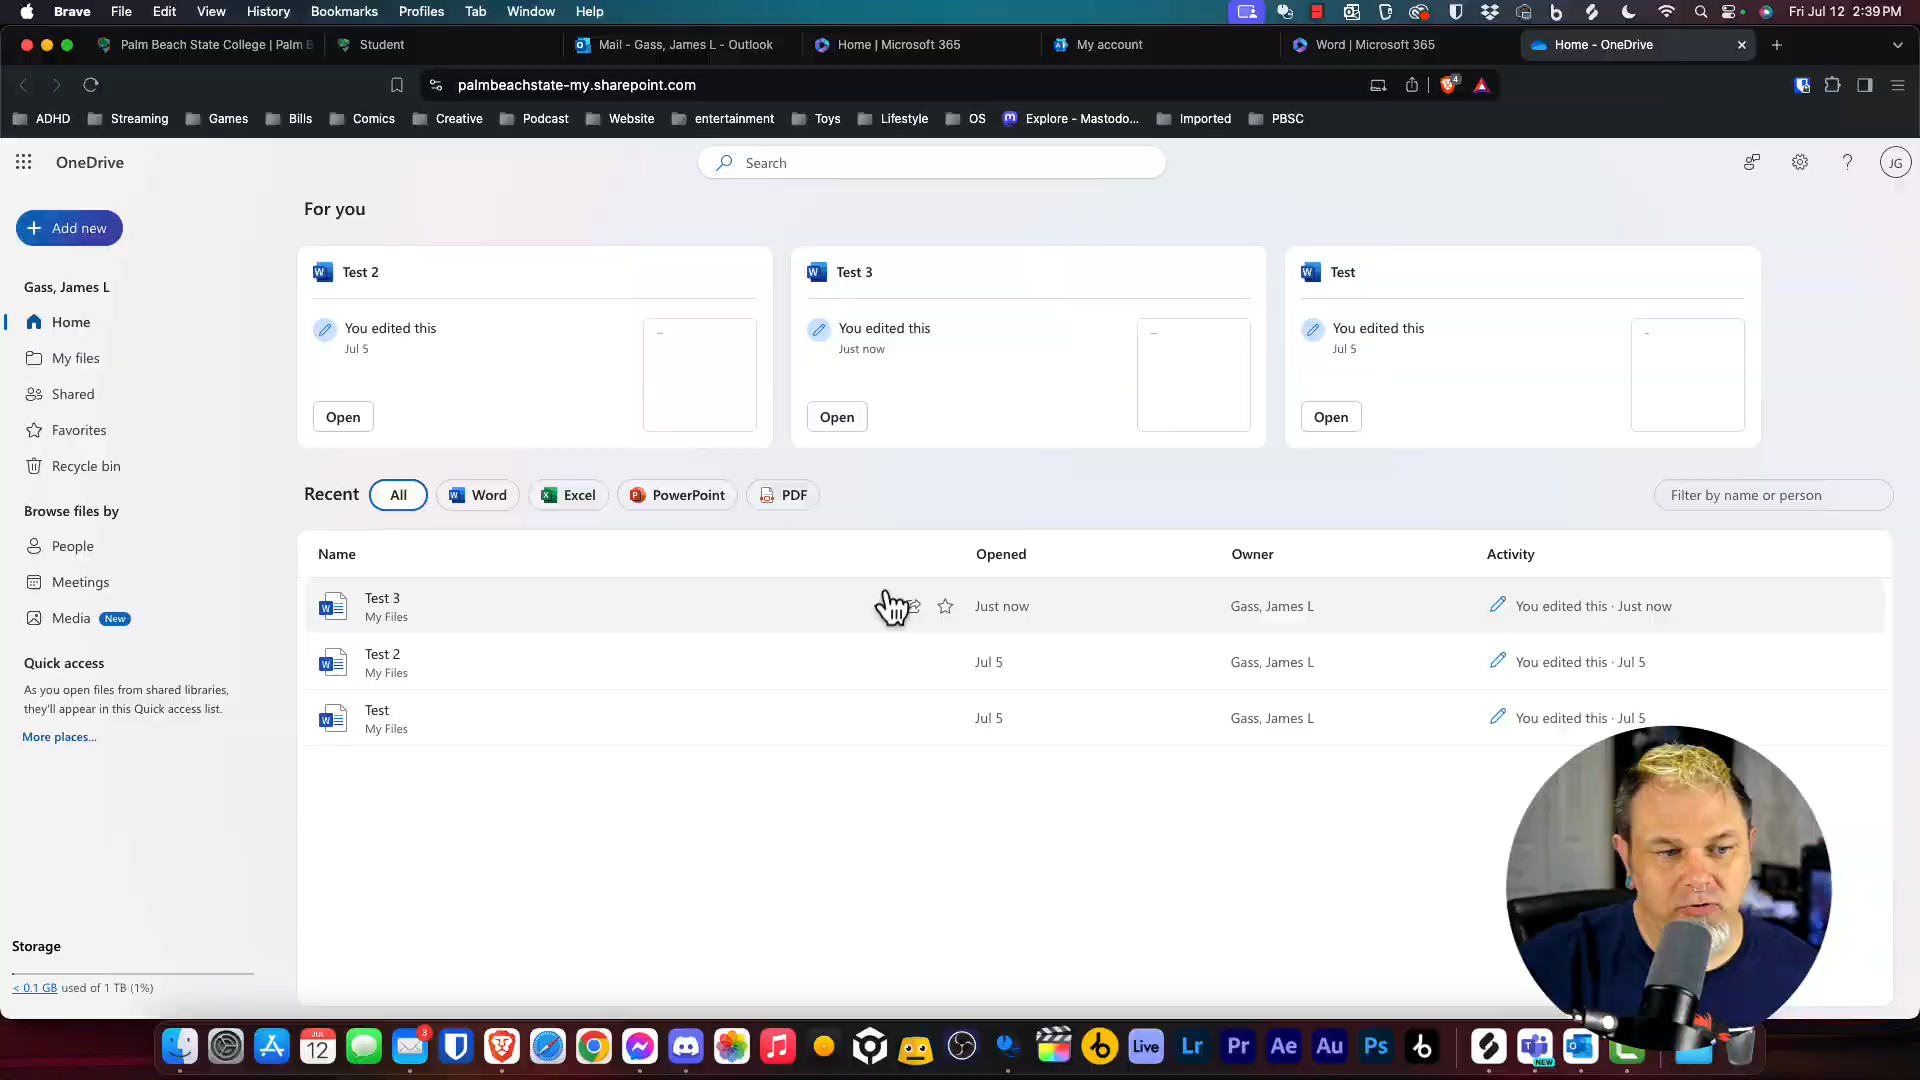 Brave File Edit View History Bookmarks Profiles Tab Window Help Fri Jul 12 2:39 PM
Palm Beach State College | Palm B Student Mail - Gass, James L - Outlook Home | Microsoft 365 My account Word | Microsoft 365 Home - OneDrive
palmbeachstate-my.sharepoint.com 4
ADHD Streaming Games Bills Comics Creative Podcast Website entertainment Toys Lifestyle OS Explore - Mastodo... Imported PBSC
OneDrive Search JG
Add new
Gass, James L
Home
My files
Shared
Favorites
Recycle bin
Browse files by
People
Meetings
Media New
Quick access
As you open files from shared libraries,
they'll appear in this Quick access list.
More places...
Storage
< 0.1 GB used of 1 TB (1%)
For you
Test 2
You edited this
Jul 5
Open
Test 3
You edited this
Just now
Open
Test
You edited this
Jul 5
Open
Recent All Word Excel PowerPoint PDF Filter by name or person
Name Opened Owner Activity
Test 3
My Files
Just now Gass, James L You edited this · Just now
Test 2
My Files
Jul 5 Gass, James L You edited this · Jul 5
Test
My Files
Jul 5 Gass, James L You edited this · Jul 5
JUL
12
3
Live Lr Pr Ae Au Ps
NEW